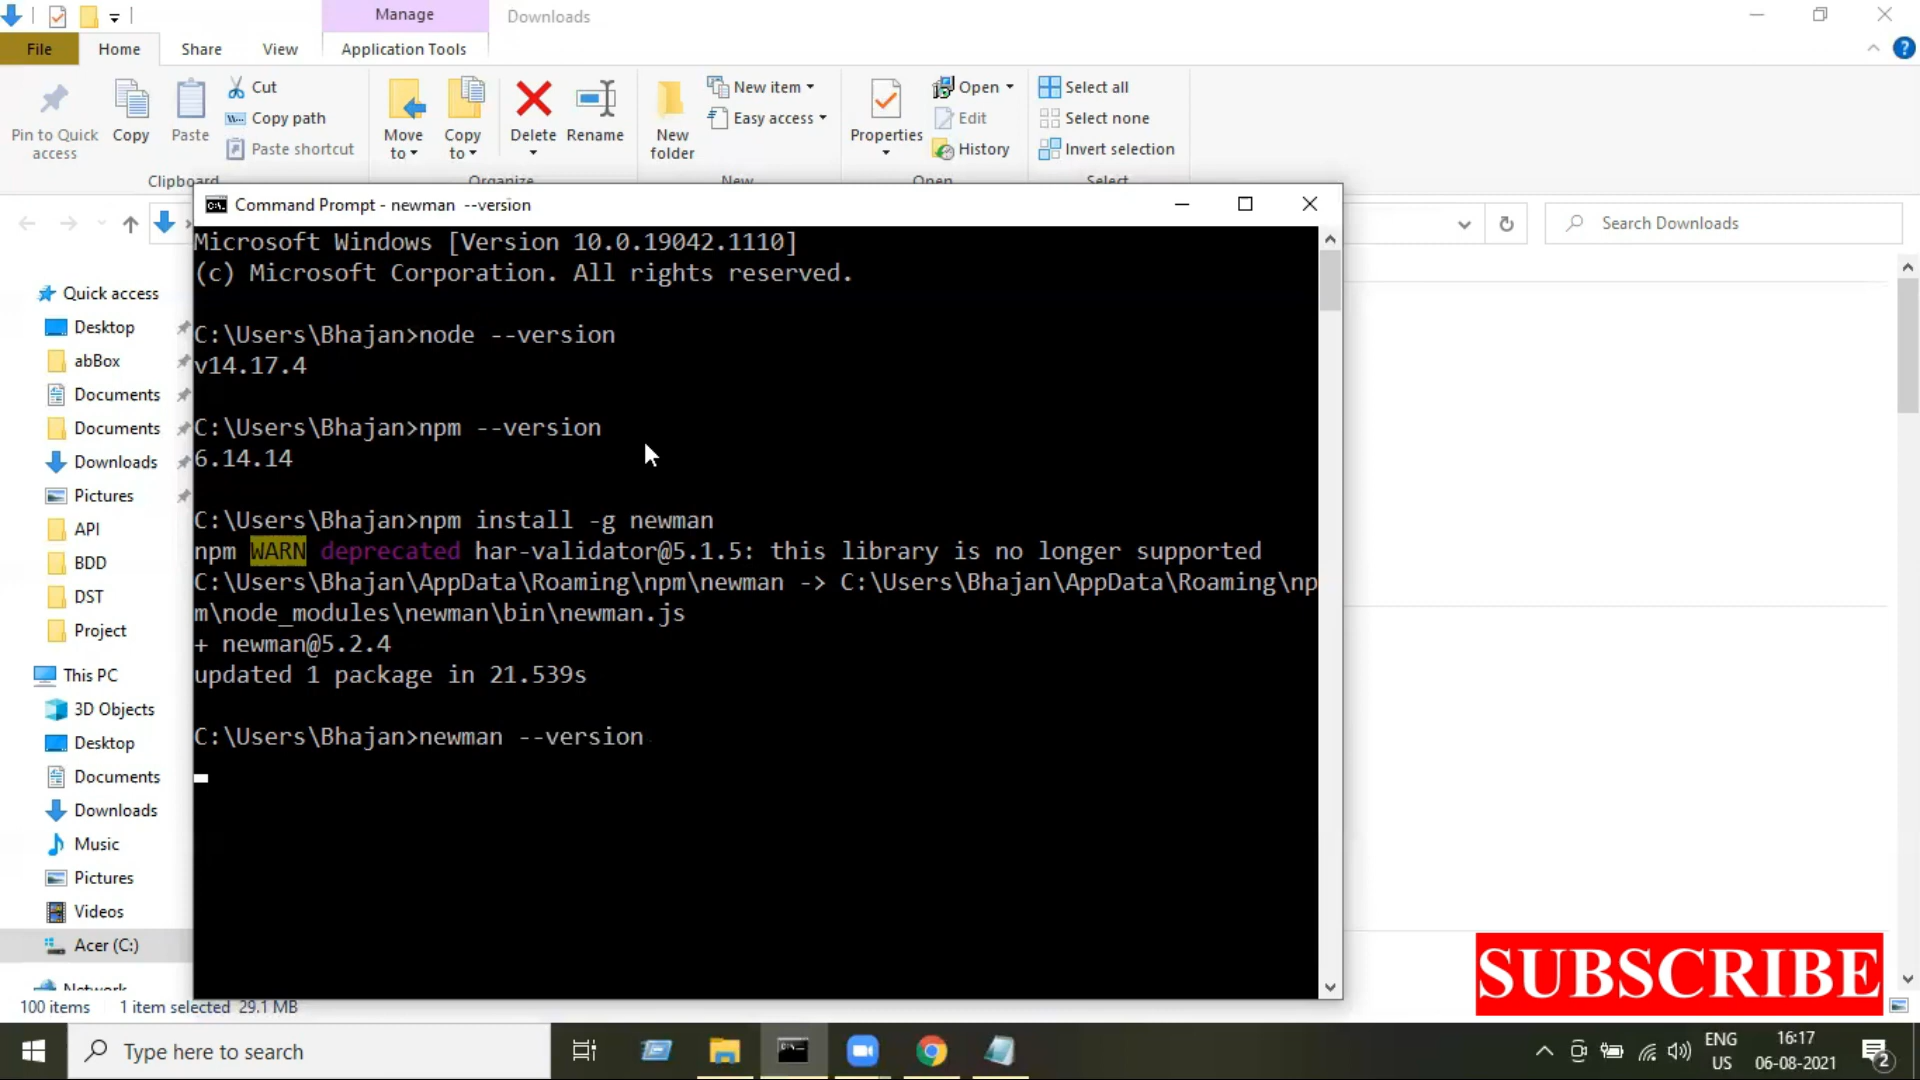 Manage
Downloads
File
Home
Share
View
Application Tools
Pin to Quick access
Copy
Paste
Cut
Copy path
Paste shortcut
Clipboard
Move to
Copy to
Delete
Rename
Organize
New folder
New item
Easy access
New
Properties
Open
Edit
History
Open
Select all
Select none
Invert selection
Select
Search Downloads
Quick access
Desktop
abBox
Documents
Documents
Downloads
Pictures
API
BDD
DST
Project
This PC
3D Objects
Desktop
Documents
Downloads
Music
Pictures
Videos
Acer (C:)
Network
Command Prompt - newman  --version
Microsoft Windows [Version 10.0.19042.1110]
(c) Microsoft Corporation. All rights reserved.
C:\Users\Bhajan>node --version
v14.17.4
C:\Users\Bhajan>npm --version
6.14.14
C:\Users\Bhajan>npm install -g newman
npm WARN deprecated har-validator@5.1.5: this library is no longer supported
C:\Users\Bhajan\AppData\Roaming\npm\newman -> C:\Users\Bhajan\AppData\Roaming\np
m\node_modules\newman\bin\newman.js
+ newman@5.2.4
updated 1 package in 21.539s
C:\Users\Bhajan>newman --version
SUBSCRIBE
100 items
1 item selected 29.1 MB
Type here to search
ENG
US
16:17
06-08-2021
2